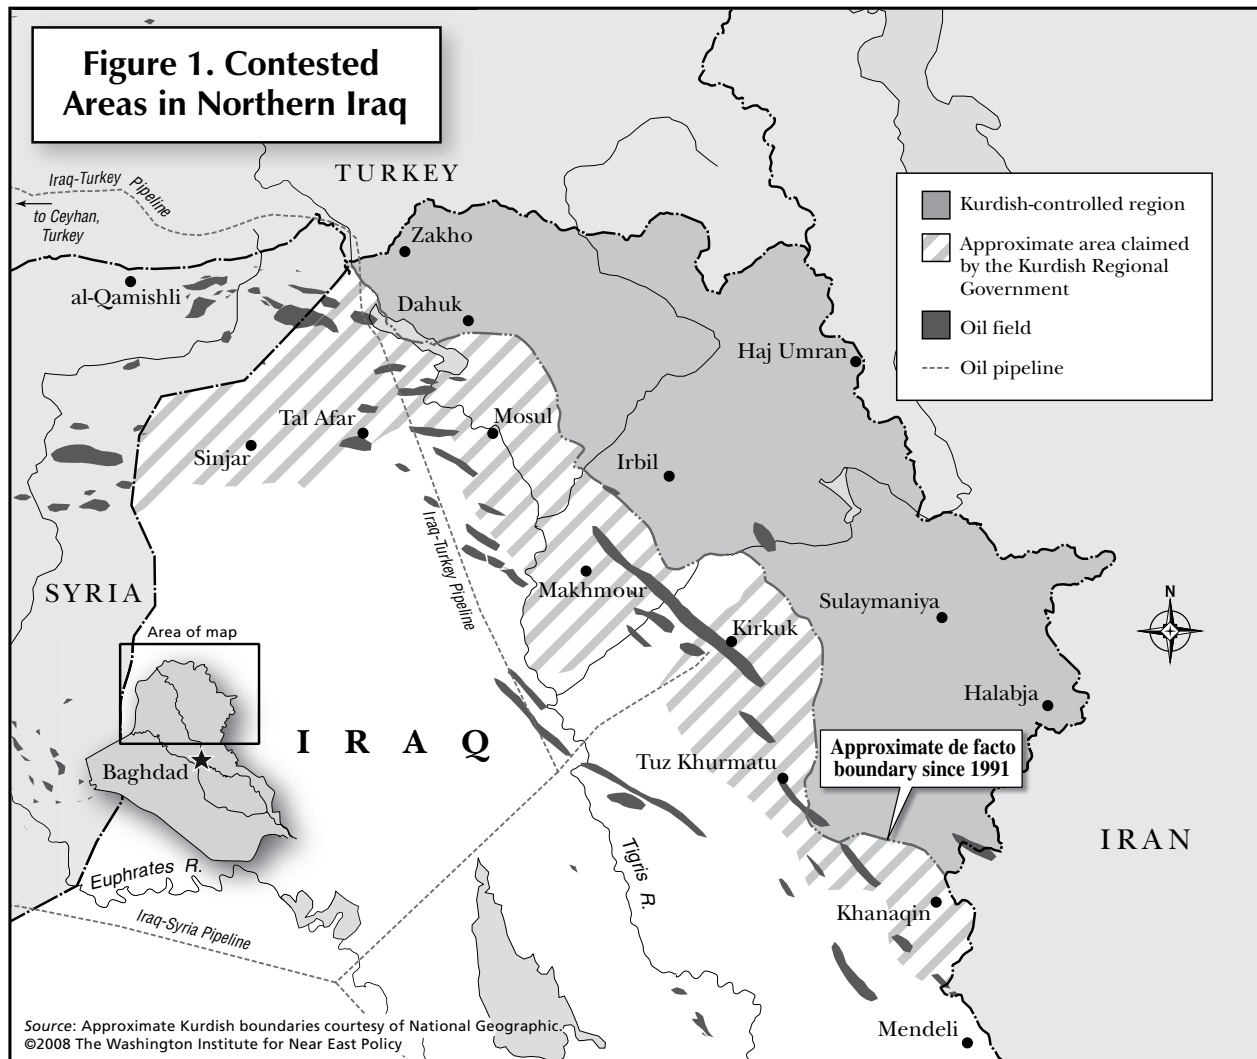 Figure 1. Contested
Areas in Northern Iraq
TURKEY
Iraq-Turkey Pipeline
to Ceyhan,
Turkey
Kurdish-controlled region
Approximate area claimed
by the Kurdish Regional
Government
Oil field
Oil pipeline
Zakho
al-Qamishli
Dahuk
Haj Umran
Tal Afar
Mosul
Sinjar
Irbil
Iraq-Turkey Pipeline
SYRIA
Makhmour
Sulaymaniya
N
Kirkuk
Area of map
Halabja
IRAQ
Approximate de facto
boundary since 1991
Tuz Khurmatu
Baghdad
IRAN
Tigris R.
Euphrates R.
Khanaqin
Iraq-Syria Pipeline
Mendeli
Source: Approximate Kurdish boundaries courtesy of National Geographic.
©2008 The Washington Institute for Near East Policy